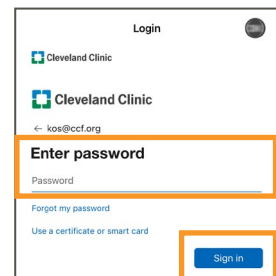 Login
Cleveland Clinic
Cleveland Clinic
← kos@ccf.org
Enter password
Password
Forgot my password
Use a certificate or smart card
Sign in